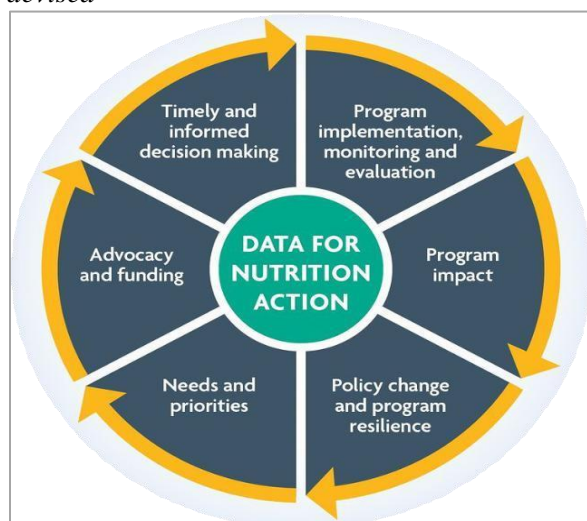 devised
Timely and
informed
decision making
Program
implementation,
monitoring and
evaluation
Advocacy
and funding
DATA FOR
NUTRITION
ACTION
Program
impact
Needs and
priorities
Policy change
and program
resilience